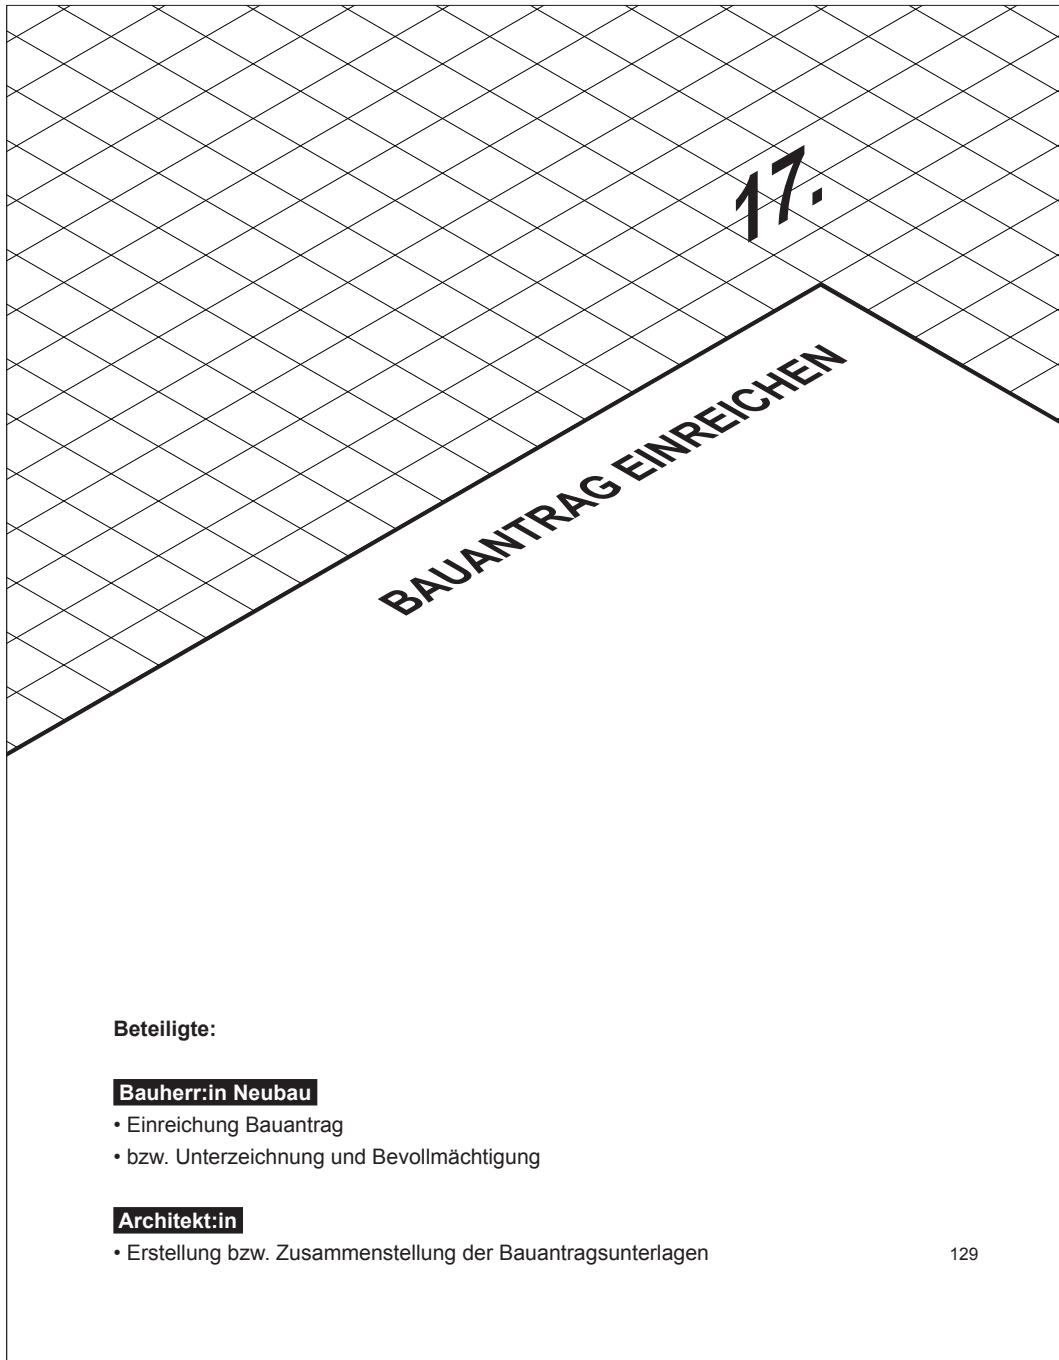 17.
BAUANTRAG EINREICHEN
Beteiligte:
Bauherr:in Neubau
• Einreichung Bauantrag
• bzw. Unterzeichnung und Bevollmächtigung
Architekt:in
• Erstellung bzw. Zusammenstellung der Bauantragsunterlagen
129